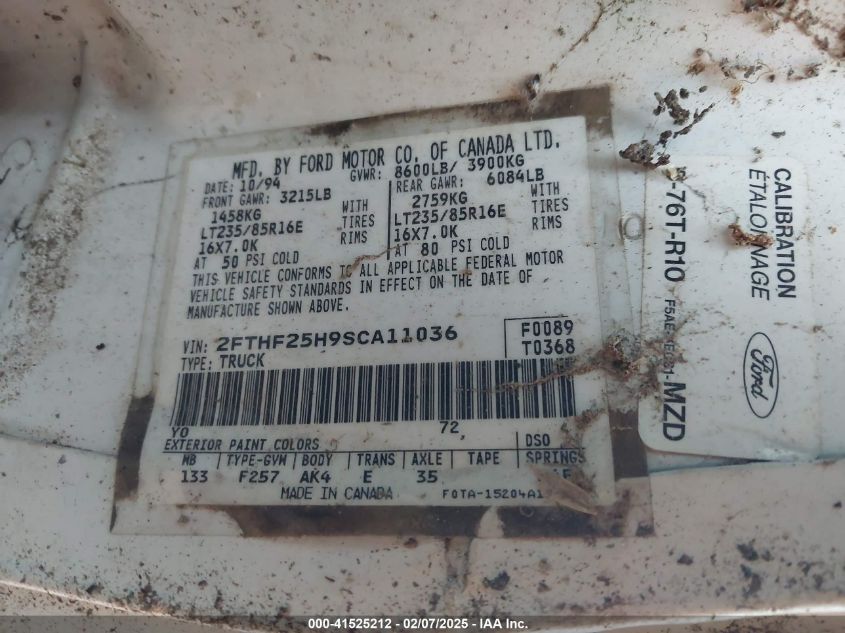 MFD. BY FORD MOTOR CO. OF CANADA LTD.
DATE: 10/94 GVWR: 8600LB/ 3900KG
FRONT GAWR: 3215LB REAR GAWR: 6084LB
1458KG WITH 2759KG WITH
LT235/85R16E TIRES LT235/85R16E TIRES
16X7.0K RIMS 16X7.0K RIMS
AT 50 PSI COLD AT 80 PSI COLD
THIS VEHICLE CONFORMS TO ALL APPLICABLE FEDERAL MOTOR
VEHICLE SAFETY STANDARDS IN EFFECT ON THE DATE OF
MANUFACTURE SHOWN ABOVE.
VIN: 2FTHF25H9SCA11036 F0089
TYPE: TRUCK T0368
YO 72,
EXTERIOR PAINT COLORS DSO
WB TYPE-GVW BODY TRANS AXLE TAPE SPRINGS
133 F257 AK4 E 35
MADE IN CANADA
CALIBRATION
ÉTALONNAGE
Ford
-76T-R10
-MZD
000-41525212 - 02/07/2025 - IAA Inc.